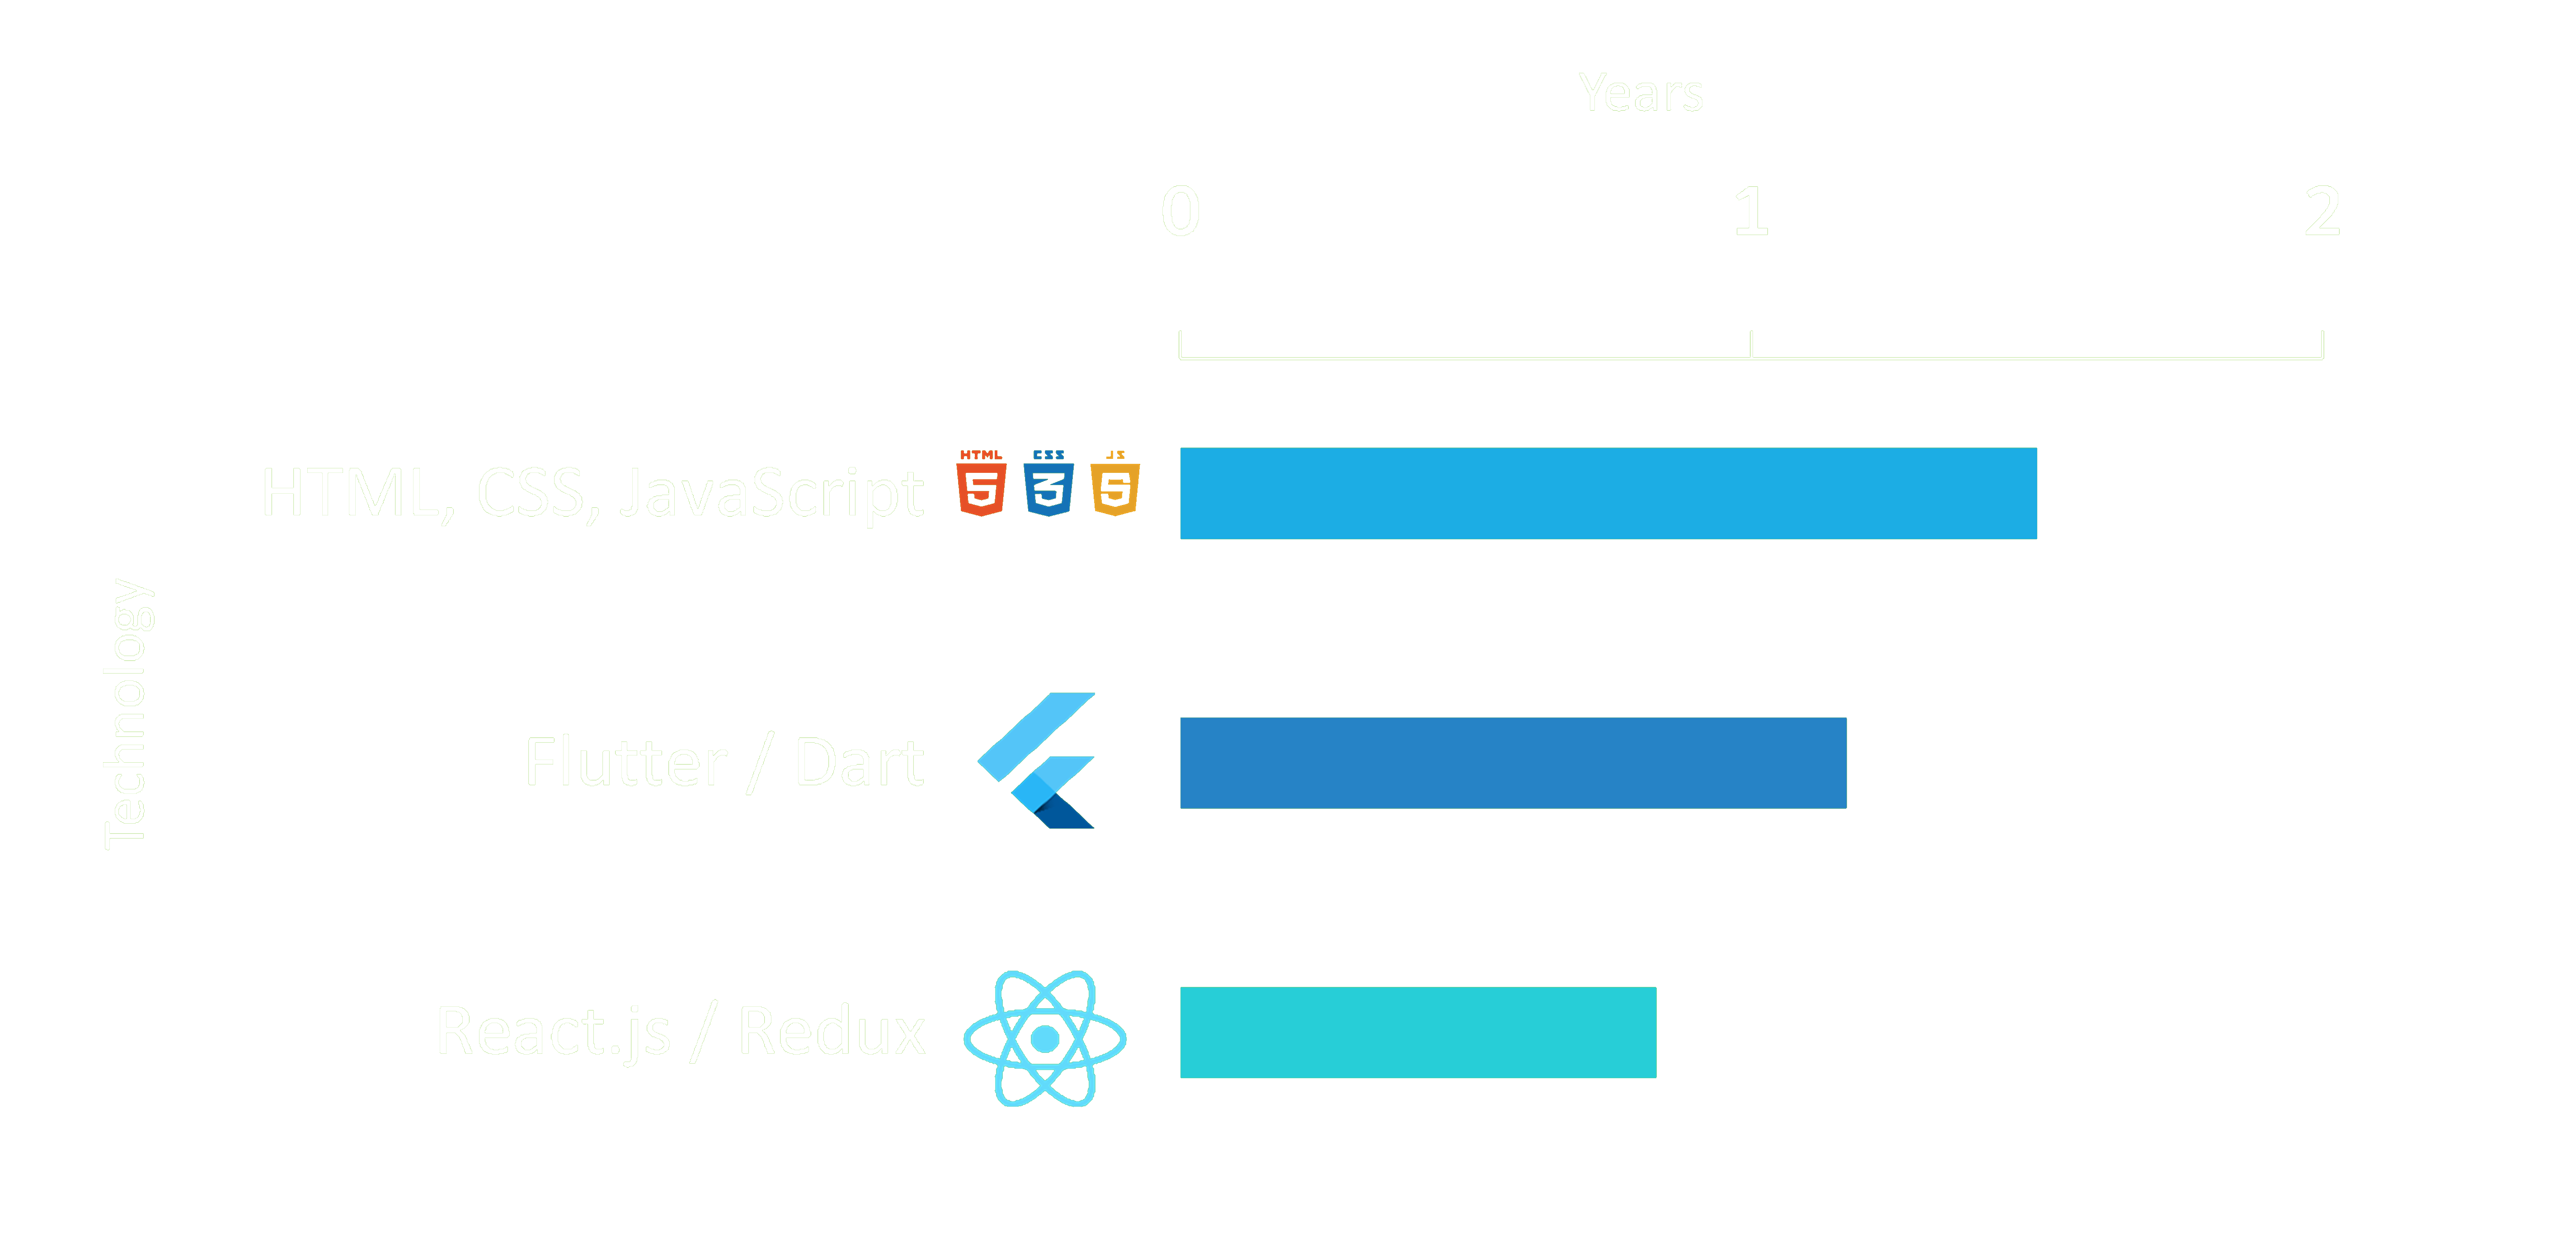 Years
0 1 2
HTML CSS JS
HTML, CSS, JavaScript
Technology
Flutter / Dart
React.js / Redux